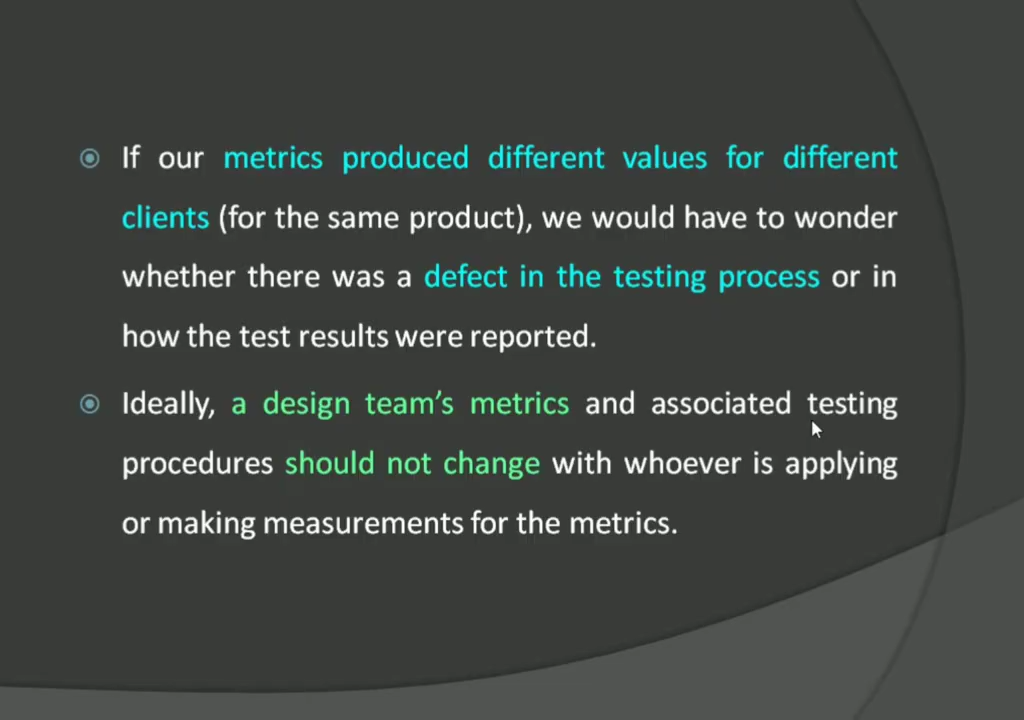 If our metrics produced different values for different
clients (for the same product), we would have to wonder
whether there was a defect in the testing process or in
how the test results were reported.
Ideally, a design team’s metrics and associated testing
procedures should not change with whoever is applying
or making measurements for the metrics.